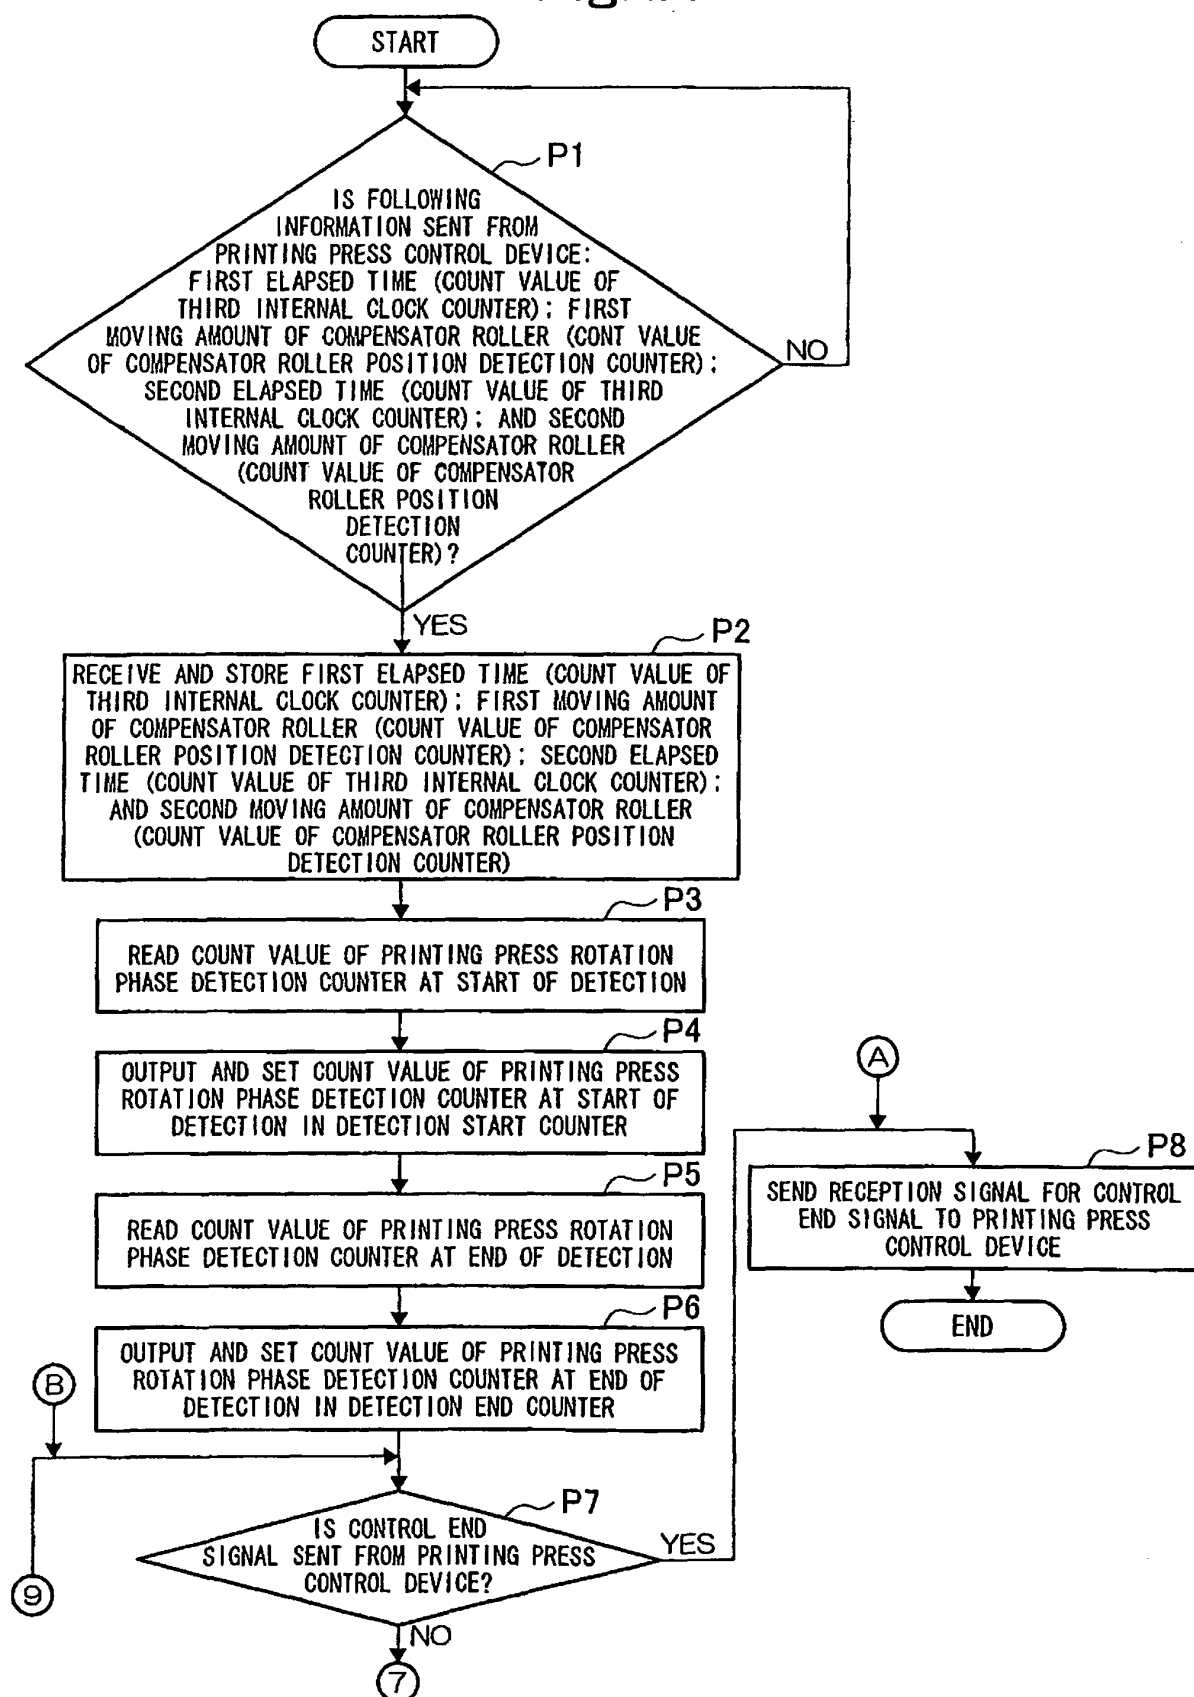 START
P1
IS FOLLOWING
INFORMATION SENT FROM
PRINTING PRESS CONTROL DEVICE:
FIRST ELAPSED TIME (COUNT VALUE OF
THIRD INTERNAL CLOCK COUNTER); FIRST
MOVING AMOUNT OF COMPENSATOR ROLLER (CONT VALUE
OF COMPENSATOR ROLLER POSITION DETECTION COUNTER);
SECOND ELAPSED TIME (COUNT VALUE OF THIRD
INTERNAL CLOCK COUNTER); AND SECOND
MOVING AMOUNT OF COMPENSATOR ROLLER
(COUNT VALUE OF COMPENSATOR
ROLLER POSITION
DETECTION
COUNTER)?
NO
YES
P2
RECEIVE AND STORE FIRST ELAPSED TIME (COUNT VALUE OF
THIRD INTERNAL CLOCK COUNTER); FIRST MOVING AMOUNT
OF COMPENSATOR ROLLER (COUNT VALUE OF COMPENSATOR
ROLLER POSITION DETECTION COUNTER); SECOND ELAPSED
TIME (COUNT VALUE OF THIRD INTERNAL CLOCK COUNTER);
AND SECOND MOVING AMOUNT OF COMPENSATOR ROLLER
(COUNT VALUE OF COMPENSATOR ROLLER POSITION
DETECTION COUNTER)
P3
READ COUNT VALUE OF PRINTING PRESS ROTATION
PHASE DETECTION COUNTER AT START OF DETECTION
P4
OUTPUT AND SET COUNT VALUE OF PRINTING PRESS
ROTATION PHASE DETECTION COUNTER AT START OF
DETECTION IN DETECTION START COUNTER
P5
READ COUNT VALUE OF PRINTING PRESS ROTATION
PHASE DETECTION COUNTER AT END OF DETECTION
P6
OUTPUT AND SET COUNT VALUE OF PRINTING PRESS
ROTATION PHASE DETECTION COUNTER AT END OF
DETECTION IN DETECTION END COUNTER
B
9
P7
IS CONTROL END
SIGNAL SENT FROM PRINTING PRESS
CONTROL DEVICE?
YES
NO
7
A
P8
SEND RECEPTION SIGNAL FOR CONTROL
END SIGNAL TO PRINTING PRESS
CONTROL DEVICE
END